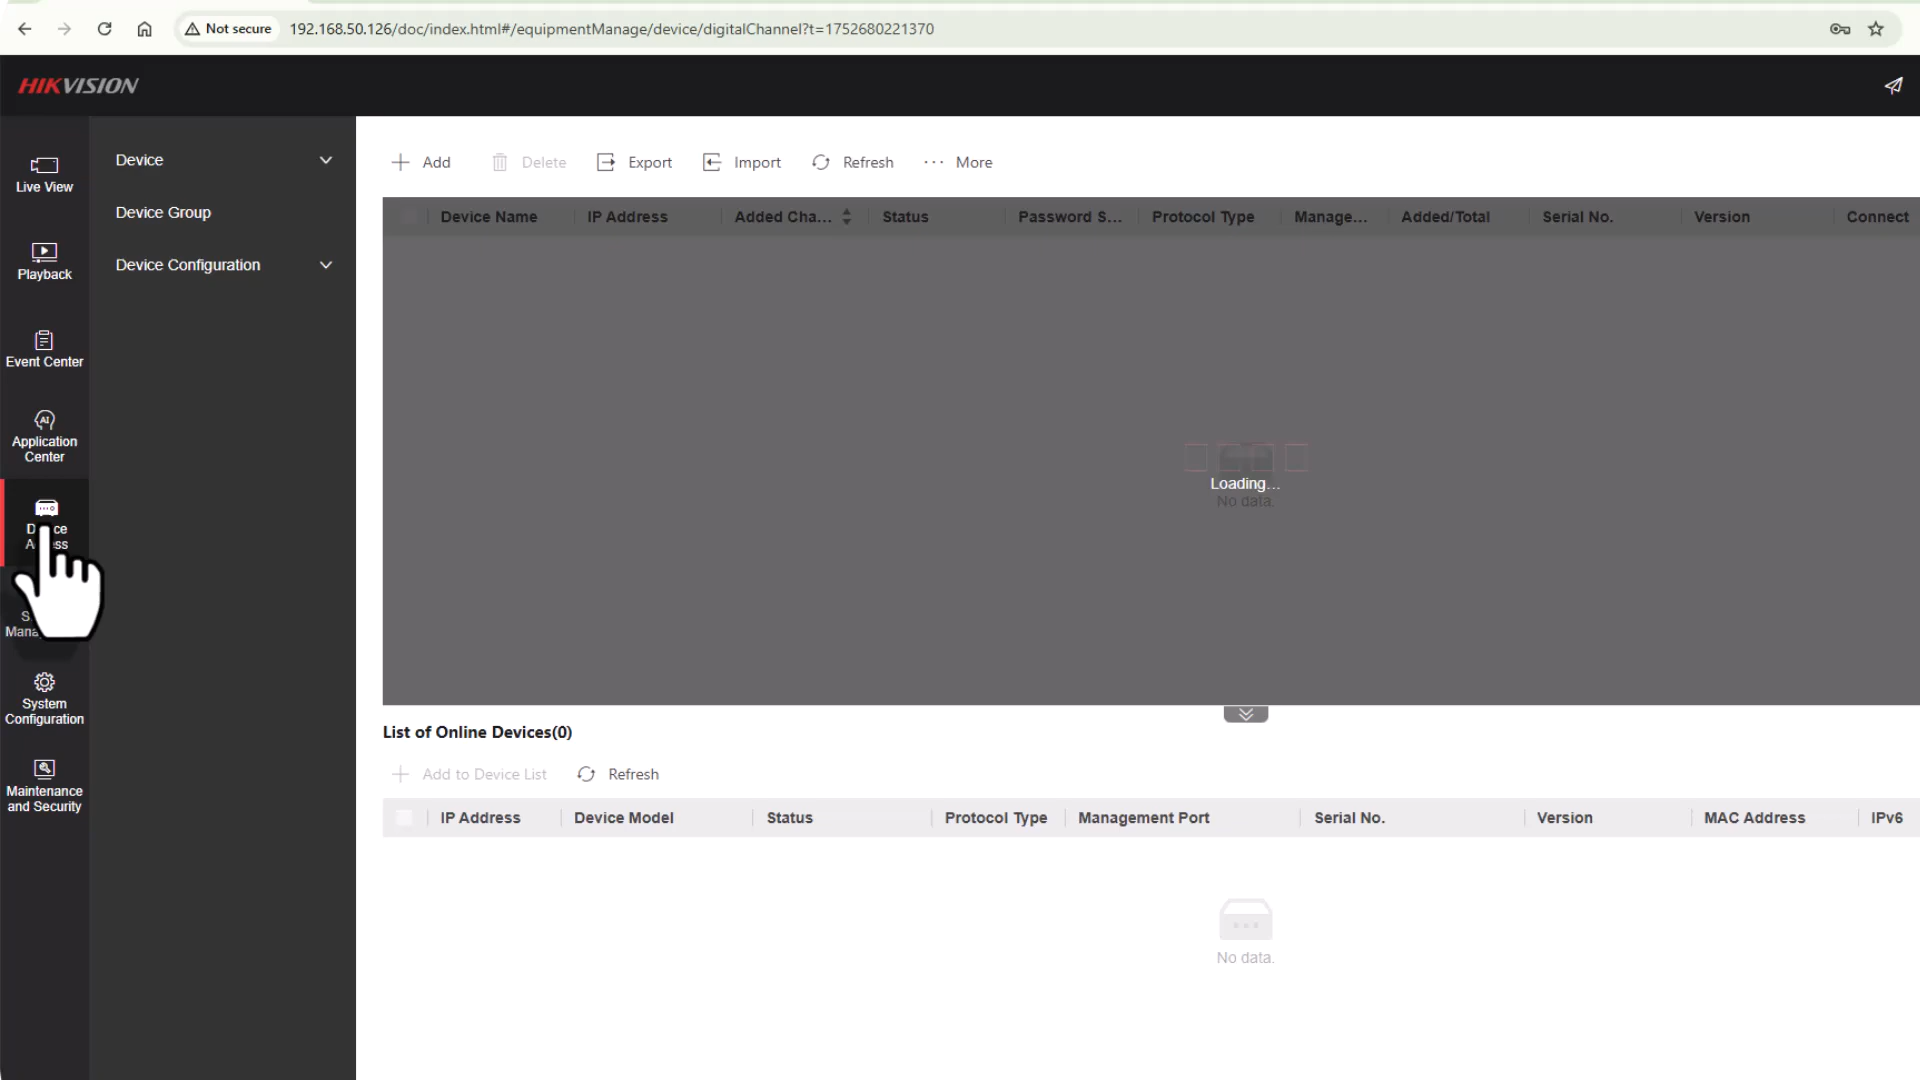 Not secure
192.168.50.126/doc/index.html#/equipmentManage/device/digitalChannel?t=1752680221370
HIKVISION
Live View
Playback
Event Center
AI
Application
Center
System
Configuration
Maintenance
and Security
Device
Device Group
Device Configuration
Add
Delete
Export
Import
Refresh
More
Device Name
IP Address
Added Cha...
Status
Password S...
Protocol Type
Manage...
Added/Total
Serial No.
Version
Connect
Loading...
No data.
List of Online Devices(0)
Add to Device List
Refresh
IP Address
Device Model
Status
Protocol Type
Management Port
Serial No.
Version
MAC Address
IPv6
No data.